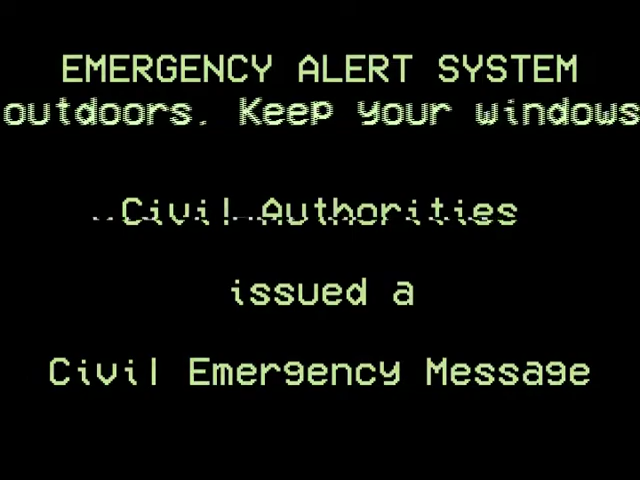 EMERGENCY ALERT SYSTEM
outdoors. Keep your windows
Civil Authorities
issued a
Civil Emergency Message